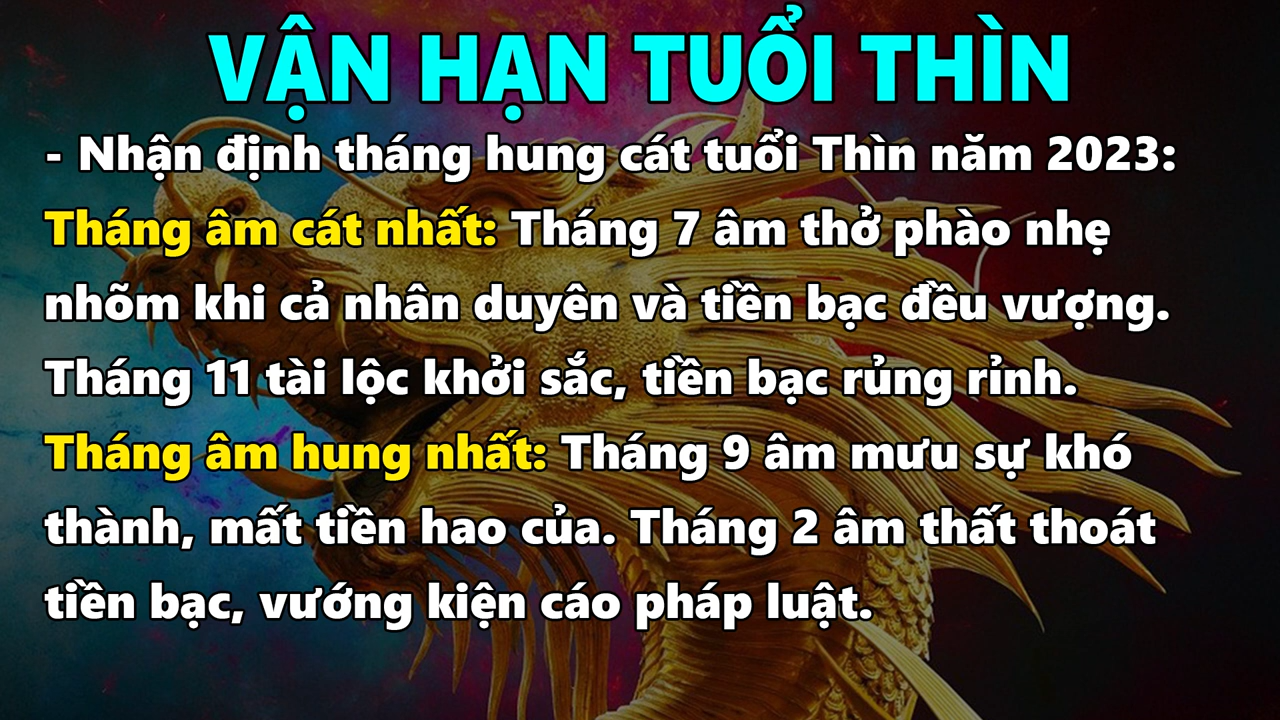 VẬN HẠN TUỔI THÌN
- Nhận định tháng hung cát tuổi Thìn năm 2023:
Tháng âm cát nhất: Tháng 7 âm thở phào nhẹ
nhõm khi cả nhân duyên và tiền bạc đều vượng.
Tháng 11 tài lộc khởi sắc, tiền bạc rủng rỉnh.
Tháng âm hung nhất: Tháng 9 âm mưu sự khó
thành, mất tiền hao của. Tháng 2 âm thất thoát
tiền bạc, vướng kiện cáo pháp luật.